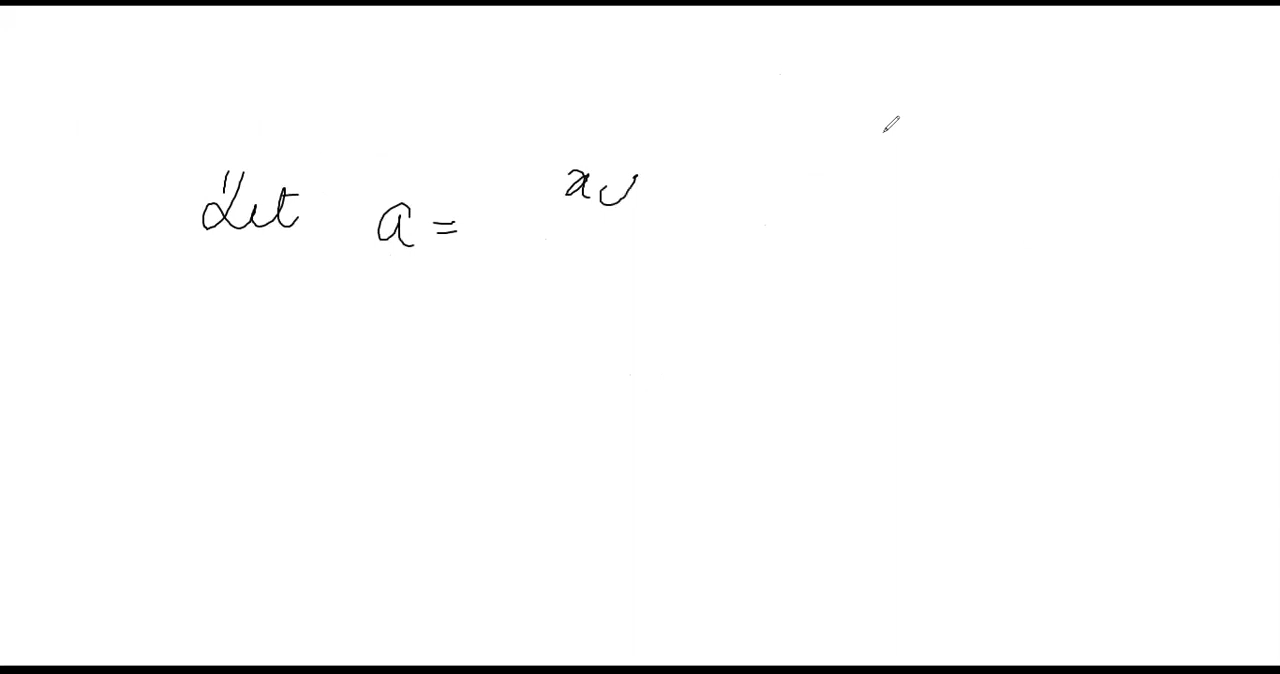 Let a = x